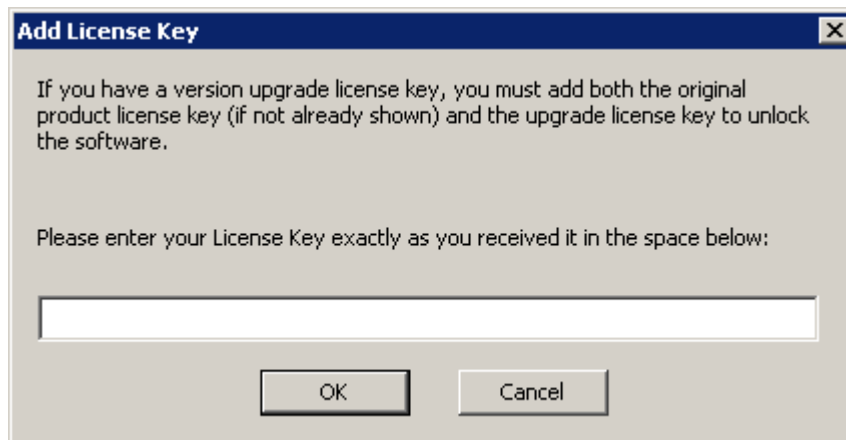 Add License Key
If you have a version upgrade license key, you must add both the original
product license key (if not already shown) and the upgrade license key to unlock
the software.
Please enter your License Key exactly as you received it in the space below:
OK
Cancel